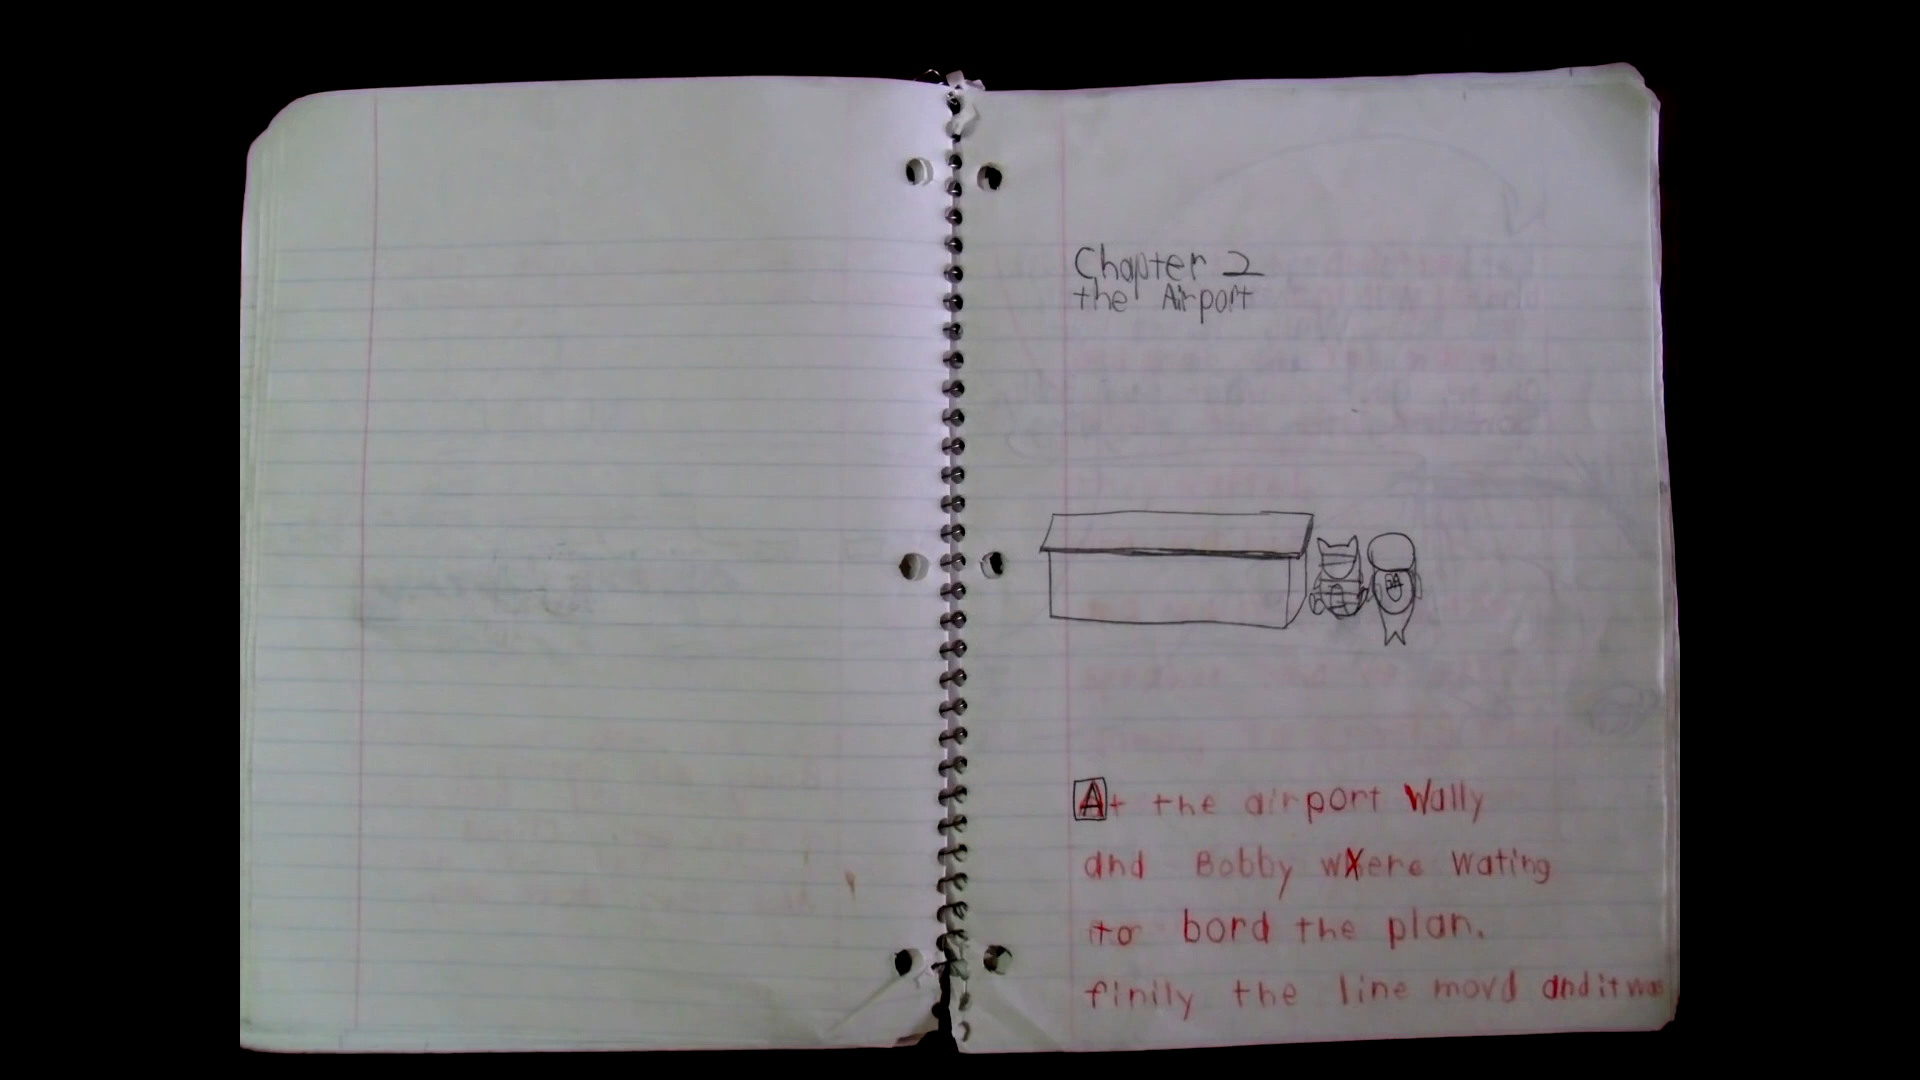 Chapter 2
the Airport
At the airport Wally
and Bobby wXere wating
to bord the plan.
finily the line movd and it was